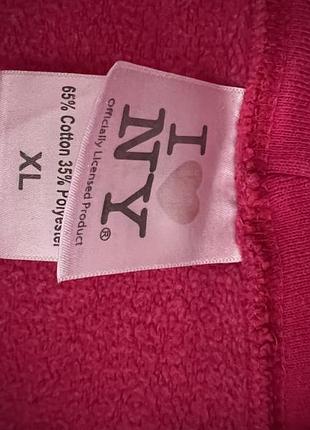 I ❤
NY®
Officially Licensed Product
65% Cotton 35% Polyester
XL